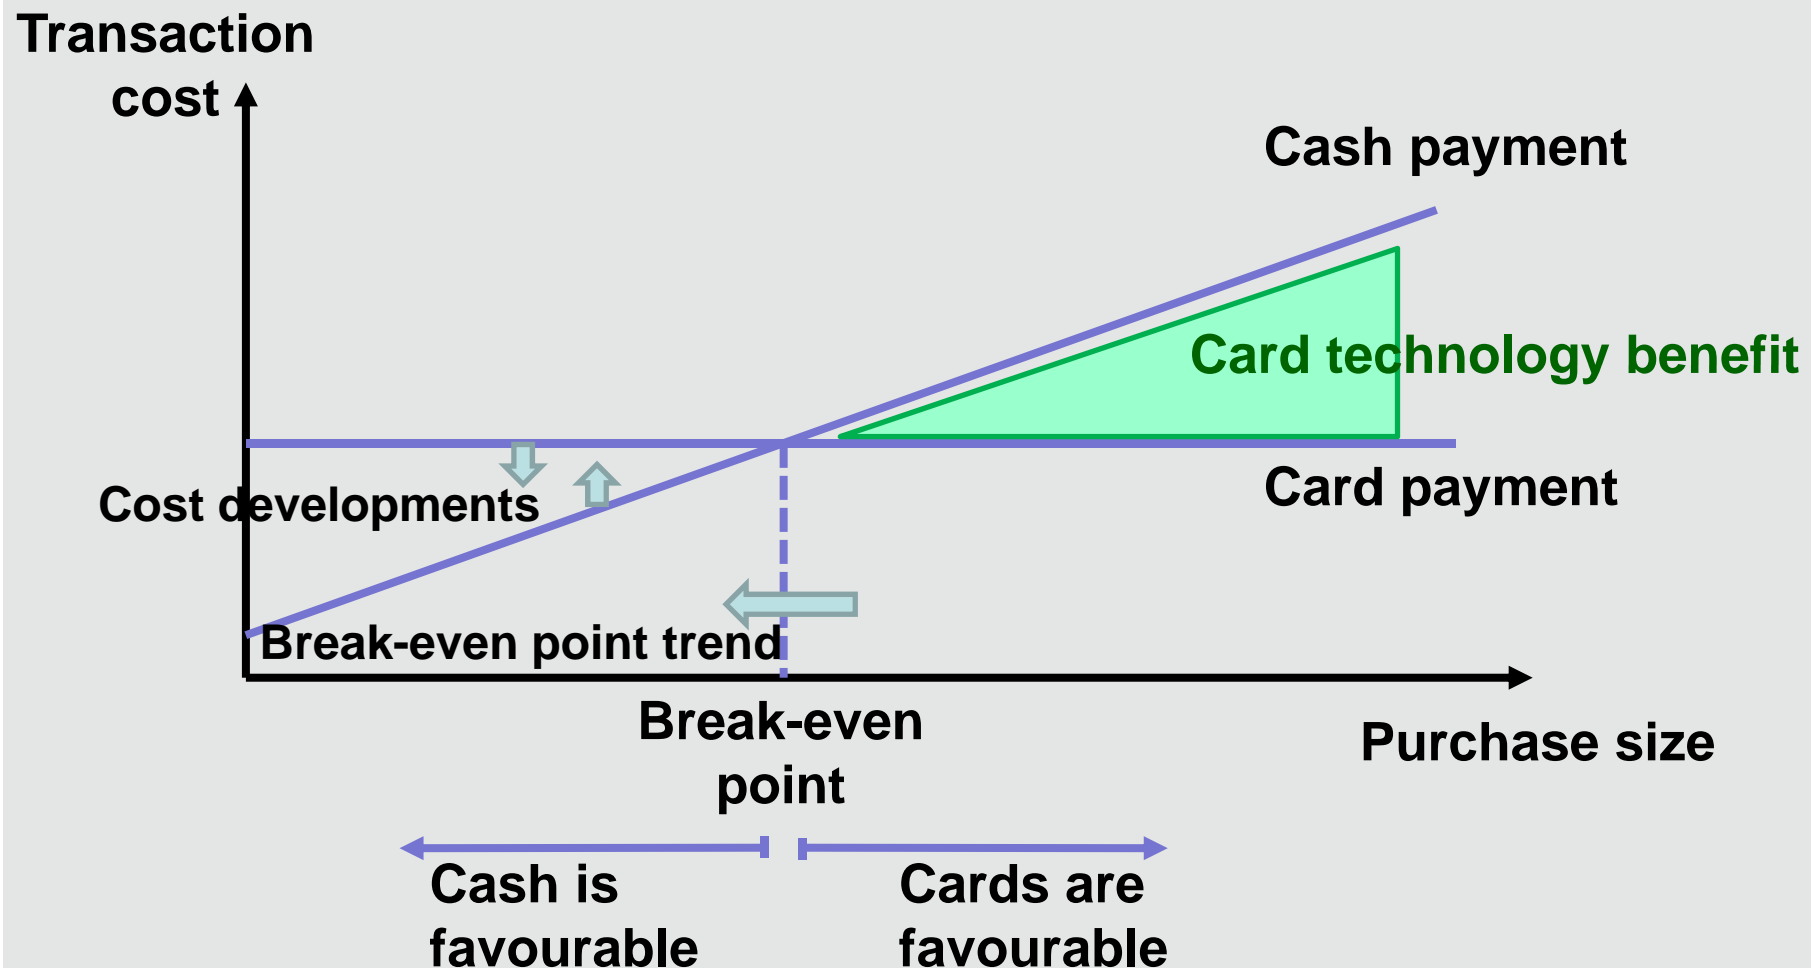 Transaction
cost
Cash payment
Card technology benefit
Card payment
Cost developments
Break-even point trend
Break-even
point
Purchase size
Cash is
favourable
Cards are
favourable